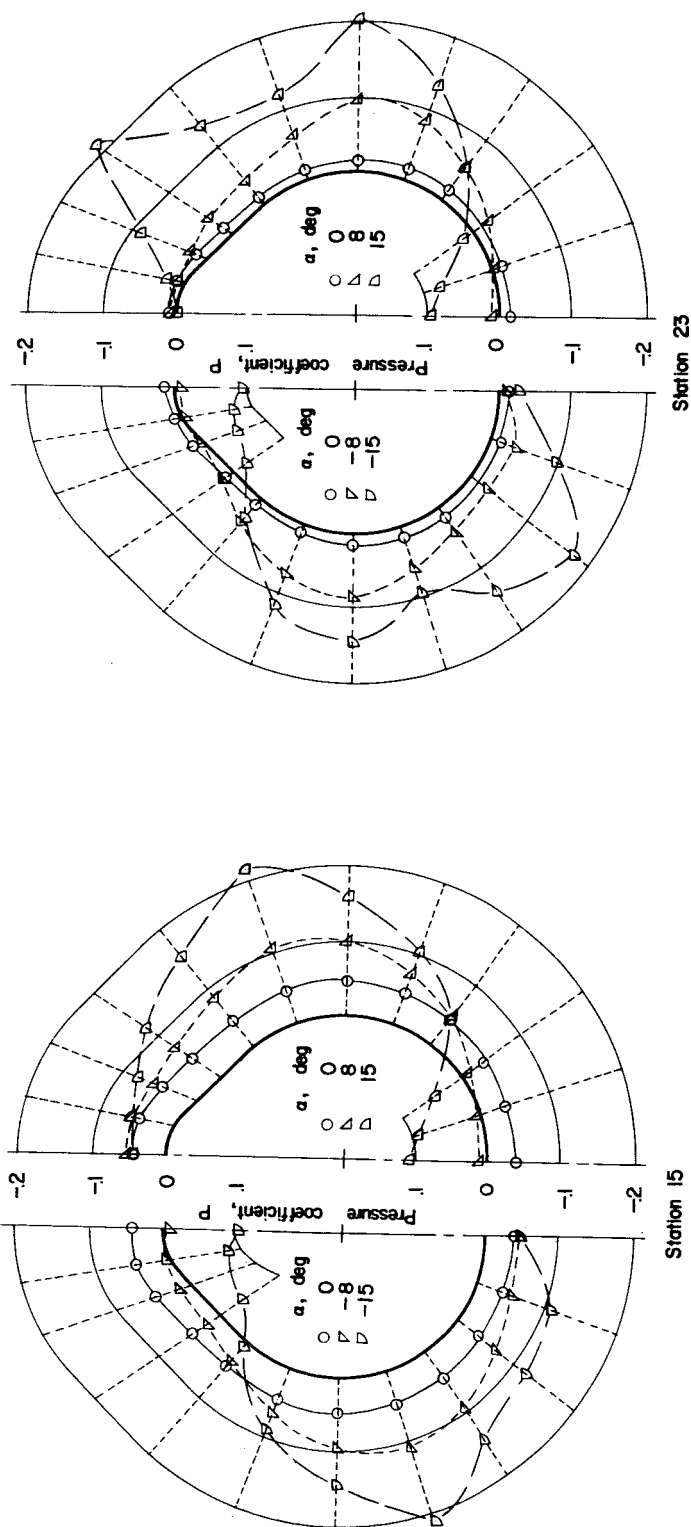 -.2
-.1
0
.1
Pressure
coefficient, P
.1
0
-.1
-.2
α, deg
0
-8
-15
α, deg
0
8
15
Station 23
-.2
-.1
0
.1
Pressure
coefficient, P
.1
0
-.1
-.2
α, deg
0
-8
-15
α, deg
0
8
15
Station 15